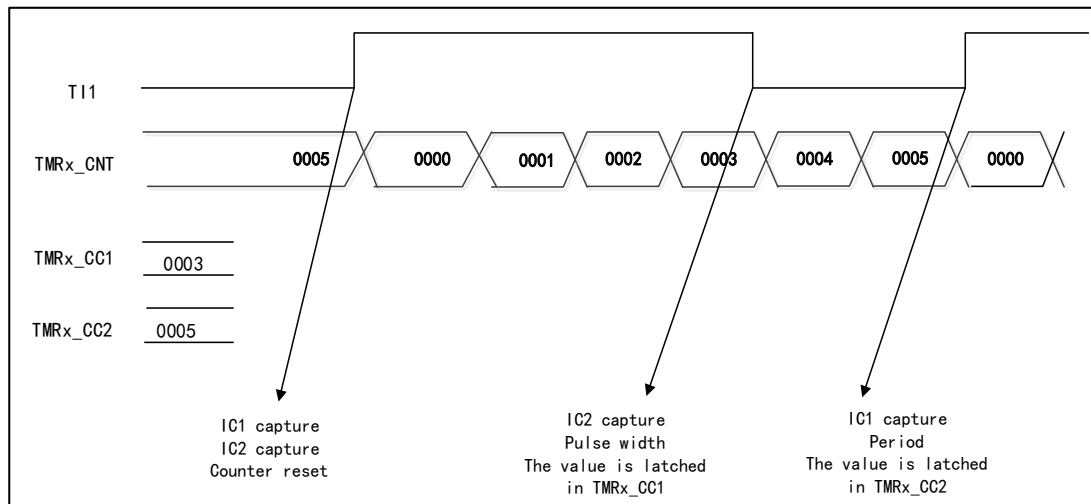 TI1
TMRx_CNT
0005
0000
0001
0002
0003
0004
0005
0000
TMRx_CC1
0003
TMRx_CC2
0005
IC1 capture
IC2 capture
Counter reset
IC2 capture
Pulse width
The value is latched
in TMRx_CC1
IC1 capture
Period
The value is latched
in TMRx_CC2